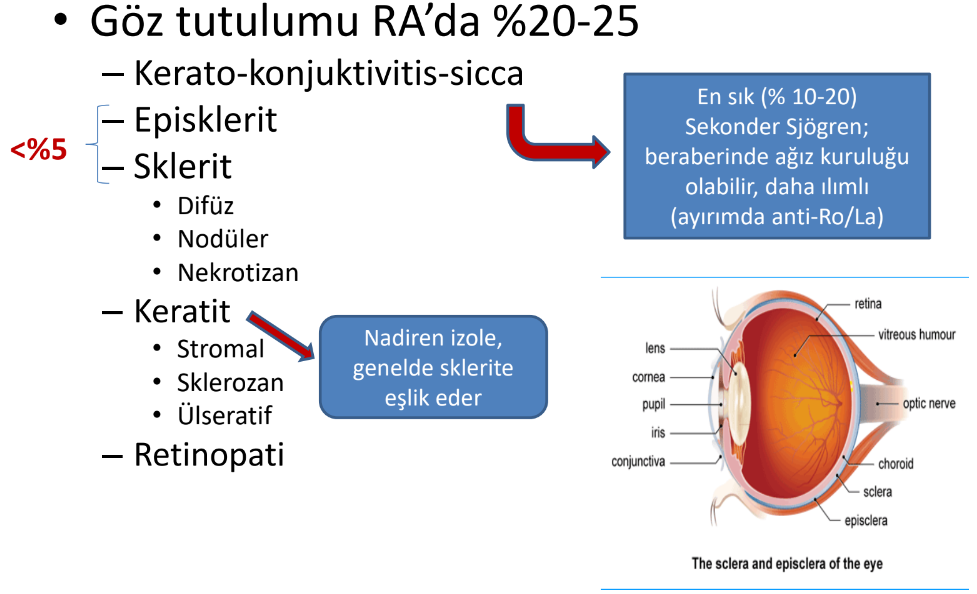 • Göz tutulumu RA’da %20-25
– Kerato-konjuktivitis-sicca
– Episklerit
<%5
– Sklerit
• Difüz
• Nodüler
• Nekrotizan
– Keratit
• Stromal
• Sklerozan
• Ülseratif
– Retinopati
En sık (% 10-20)
Sekonder Sjögren;
beraberinde ağız kuruluğu
olabilir, daha ılımlı
(ayırımda anti-Ro/La)
Nadiren izole,
genelde sklerite
eşlik eder
retina
vitreous humour
lens
cornea
pupil
iris
conjunctiva
optic nerve
choroid
sclera
episclera
The sclera and episclera of the eye